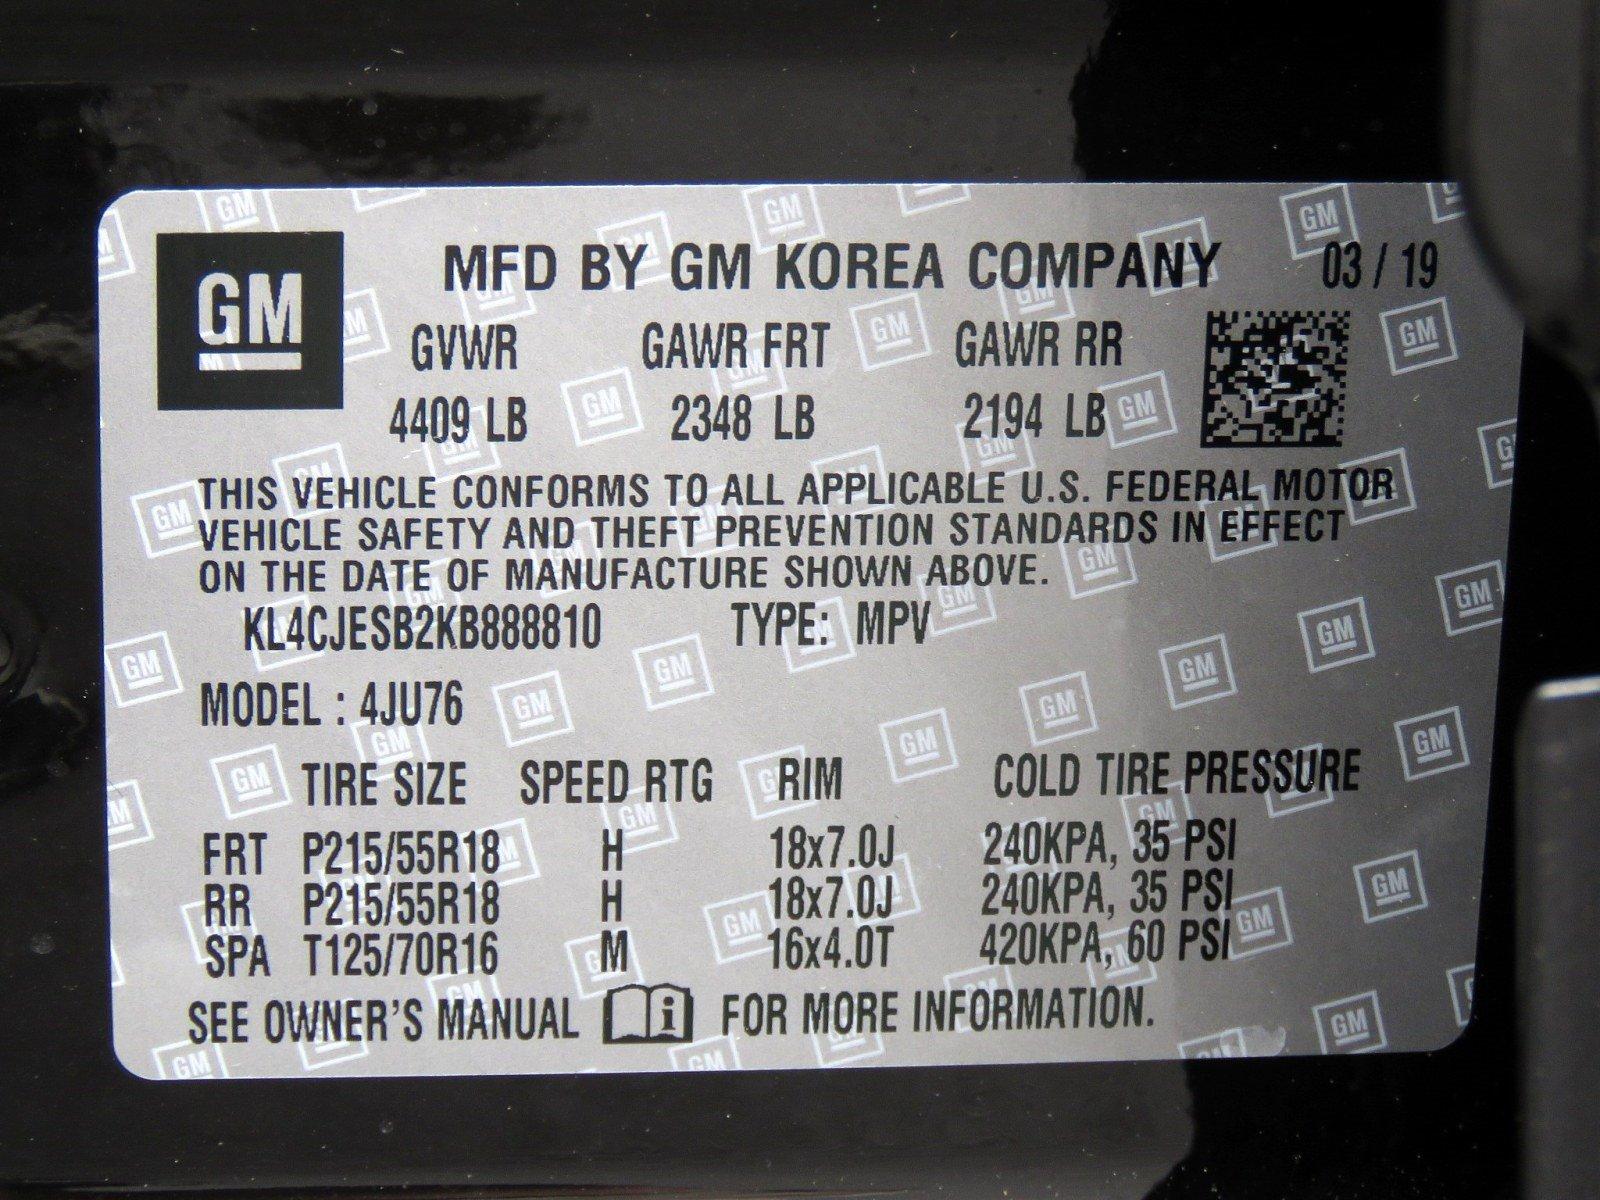 GM
MFD BY GM KOREA COMPANY 03 / 19
GVWR GAWR FRT GAWR RR
4409 LB 2348 LB 2194 LB
THIS VEHICLE CONFORMS TO ALL APPLICABLE U.S. FEDERAL MOTOR
VEHICLE SAFETY AND THEFT PREVENTION STANDARDS IN EFFECT
ON THE DATE OF MANUFACTURE SHOWN ABOVE.
KL4CJESB2KB888810 TYPE: MPV
MODEL : 4JU76
TIRE SIZE SPEED RTG RIM COLD TIRE PRESSURE
FRT P215/55R18 H 18x7.0J 240KPA, 35 PSI
RR P215/55R18 H 18x7.0J 240KPA, 35 PSI
SPA T125/70R16 M 16x4.0T 420KPA, 60 PSI
SEE OWNER'S MANUAL i FOR MORE INFORMATION.